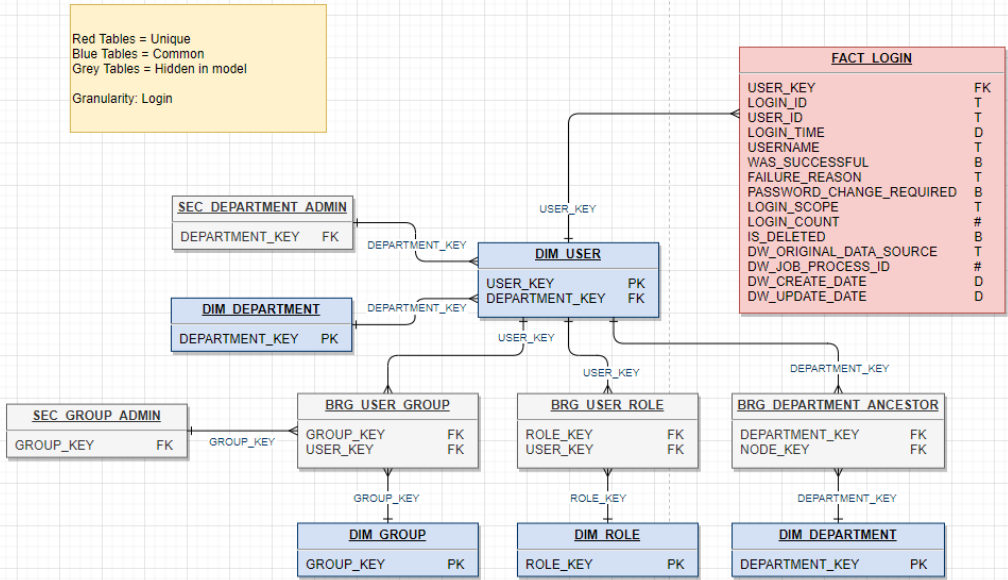 Red Tables = Unique
Blue Tables = Common
Grey Tables = Hidden in model
Granularity: Login
FACT_LOGIN
USER_KEY FK
LOGIN_ID T
USER_ID T
LOGIN_TIME D
USERNAME T
WAS_SUCCESSFUL B
FAILURE_REASON T
PASSWORD_CHANGE_REQUIRED B
LOGIN_SCOPE T
LOGIN_COUNT #
IS_DELETED B
DW_ORIGINAL_DATA_SOURCE T
DW_JOB_PROCESS_ID #
DW_CREATE_DATE D
DW_UPDATE_DATE D
USER_KEY
SEC_DEPARTMENT_ADMIN
DEPARTMENT_KEY FK
DEPARTMENT_KEY
DIM_USER
USER_KEY PK
DEPARTMENT_KEY FK
DIM_DEPARTMENT
DEPARTMENT_KEY PK
DEPARTMENT_KEY
USER_KEY
USER_KEY
DEPARTMENT_KEY
SEC_GROUP_ADMIN
GROUP_KEY FK
GROUP_KEY
BRG_USER_GROUP
GROUP_KEY FK
USER_KEY FK
BRG_USER_ROLE
ROLE_KEY FK
USER_KEY FK
BRG_DEPARTMENT_ANCESTOR
DEPARTMENT_KEY FK
NODE_KEY FK
GROUP_KEY
ROLE_KEY
DEPARTMENT_KEY
DIM_GROUP
GROUP_KEY PK
DIM_ROLE
ROLE_KEY PK
DIM_DEPARTMENT
DEPARTMENT_KEY PK